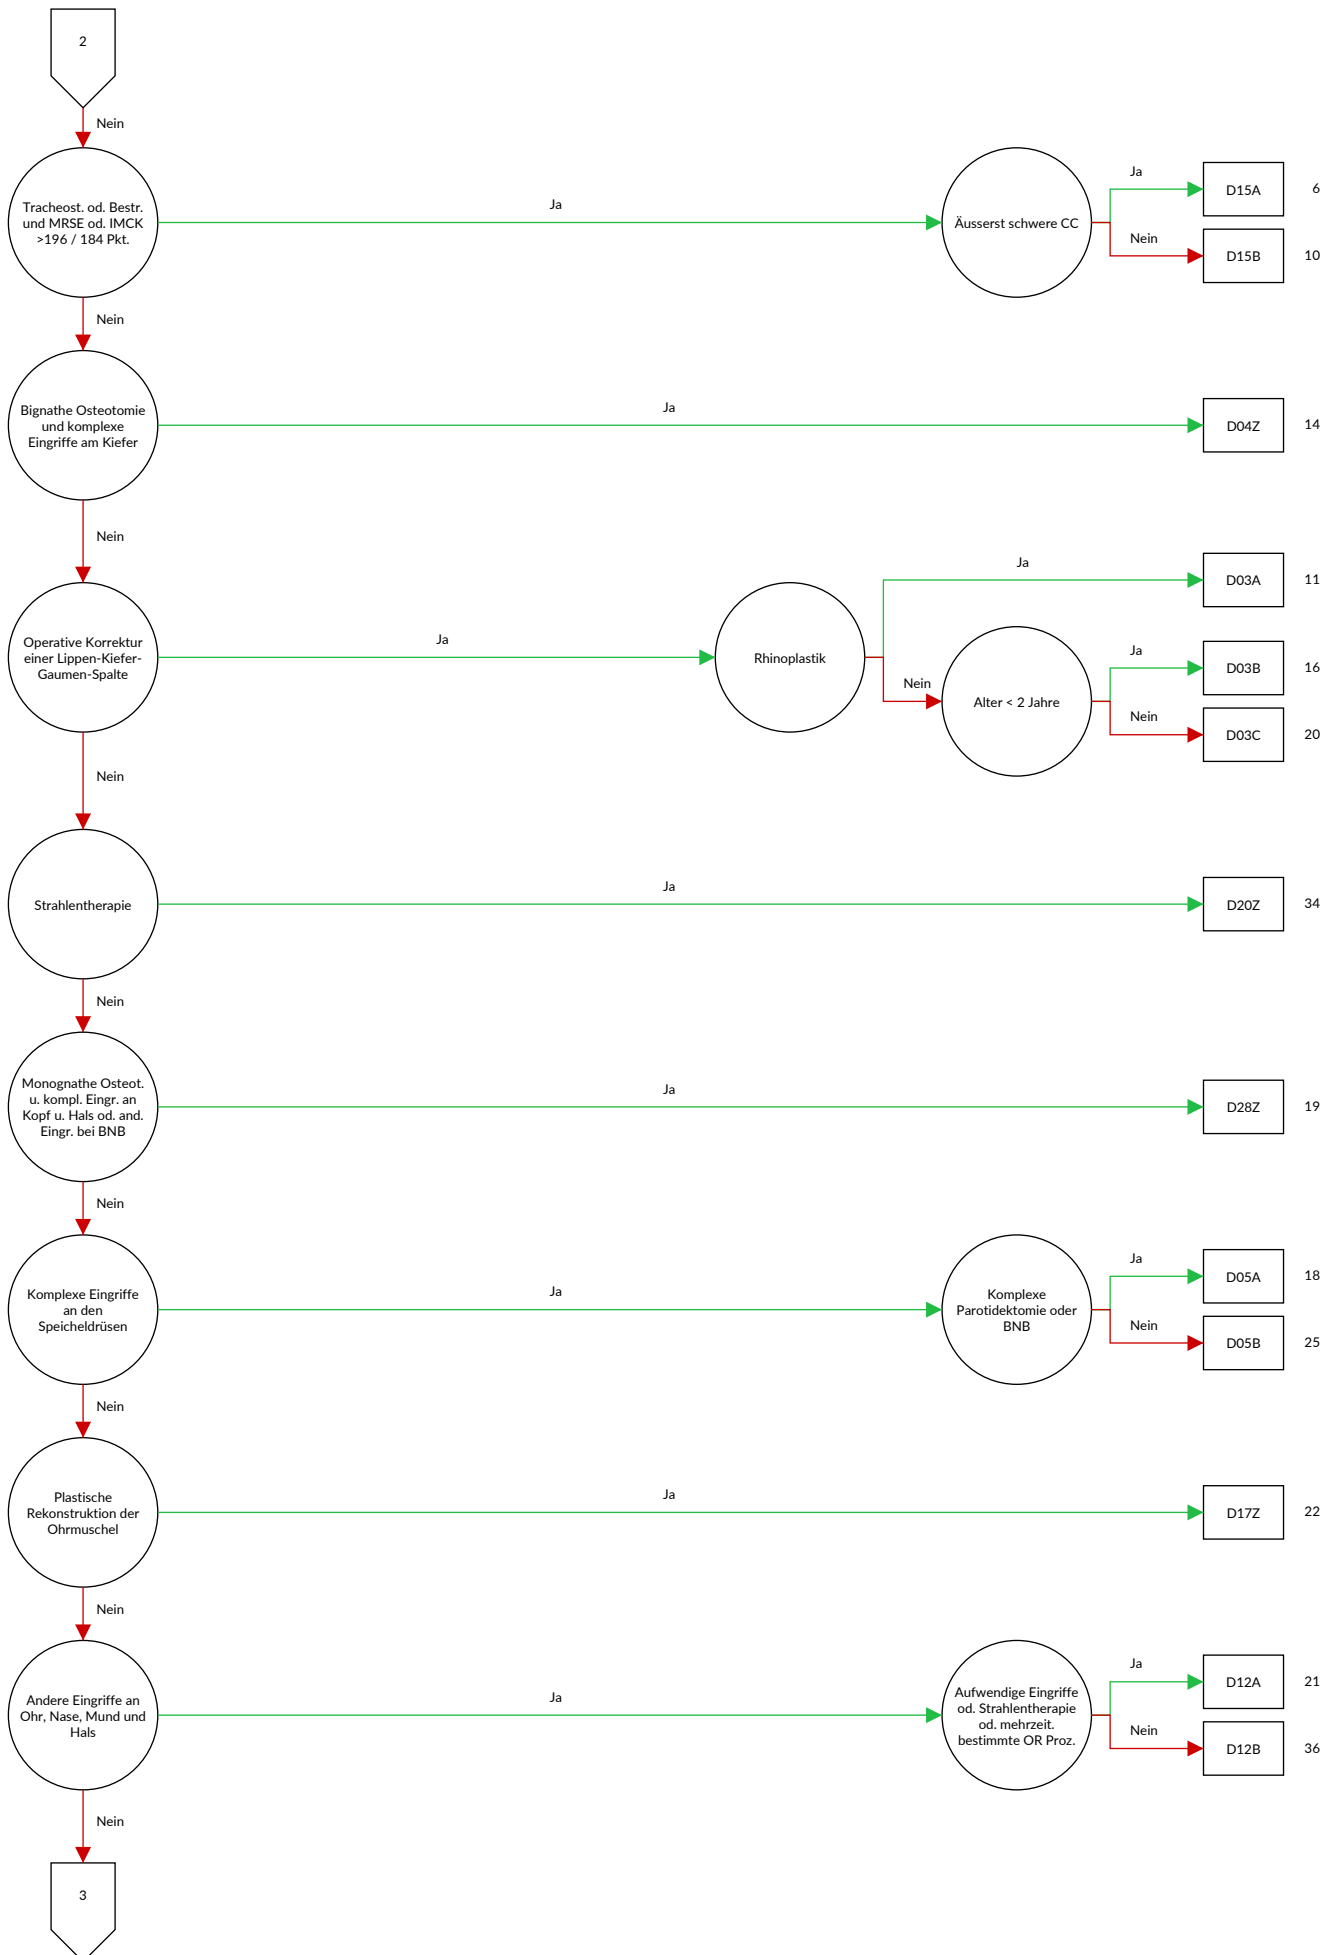 2
Nein
Tracheost. od. Bestr.
und MRSE od. IMCK
>196 / 184 Pkt.
Ja
Äusserst schwere CC
Ja
D15A
6
Nein
D15B
10
Nein
Bignathe Osteotomie
und komplexe
Eingriffe am Kiefer
Ja
D04Z
14
Nein
Operative Korrektur
einer Lippen-Kiefer-
Gaumen-Spalte
Ja
Rhinoplastik
Ja
D03A
11
Nein
Alter < 2 Jahre
Ja
D03B
16
Nein
D03C
20
Nein
Strahlentherapie
Ja
D20Z
34
Nein
Monognathe Osteot.
u. kompl. Eingr. an
Kopf u. Hals od. and.
Eingr. bei BNB
Ja
D28Z
19
Nein
Komplexe Eingriffe
an den
Speicheldrüsen
Ja
Komplexe
Parotidektomie oder
BNB
Ja
D05A
18
Nein
D05B
25
Nein
Plastische
Rekonstruktion der
Ohrmuschel
Ja
D17Z
22
Nein
Andere Eingriffe an
Ohr, Nase, Mund und
Hals
Ja
Aufwendige Eingriffe
od. Strahlentherapie
od. mehrzeit.
bestimmte OR Proz.
Ja
D12A
21
Nein
D12B
36
Nein
3